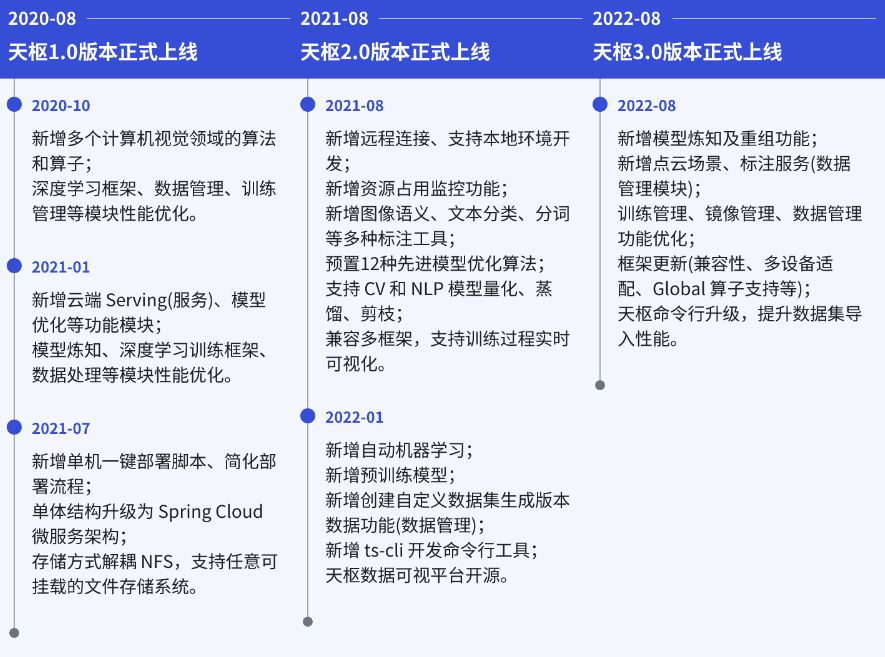 2020-08
天枢1.0版本正式上线
2020-10
新增多个计算机视觉领域的算法
和算子；
深度学习框架、数据管理、训练
管理等模块性能优化。
2021-01
新增云端 Serving(服务)、模型
优化等功能模块；
模型炼知、深度学习训练框架、
数据处理等模块性能优化。
2021-07
新增单机一键部署脚本、简化部
署流程；
单体结构升级为 Spring Cloud
微服务架构；
存储方式解耦 NFS，支持任意可
挂载的文件存储系统。
2021-08
天枢2.0版本正式上线
2021-08
新增远程连接、支持本地环境开
发；
新增资源占用监控功能；
新增图像语义、文本分类、分词
等多种标注工具；
预置12种先进模型优化算法；
支持 CV 和 NLP 模型量化、蒸
馏、剪枝；
兼容多框架，支持训练过程实时
可视化。
2022-01
新增自动机器学习；
新增预训练模型；
新增创建自定义数据集生成版本
数据功能(数据管理)；
新增 ts-cli 开发命令行工具；
天枢数据可视平台开源。
2022-08
天枢3.0版本正式上线
2022-08
新增模型炼知及重组功能；
新增点云场景、标注服务(数据
管理模块)；
训练管理、镜像管理、数据管理
功能优化；
框架更新(兼容性、多设备适
配、Global 算子支持等)；
天枢命令行升级，提升数据集导
入性能。